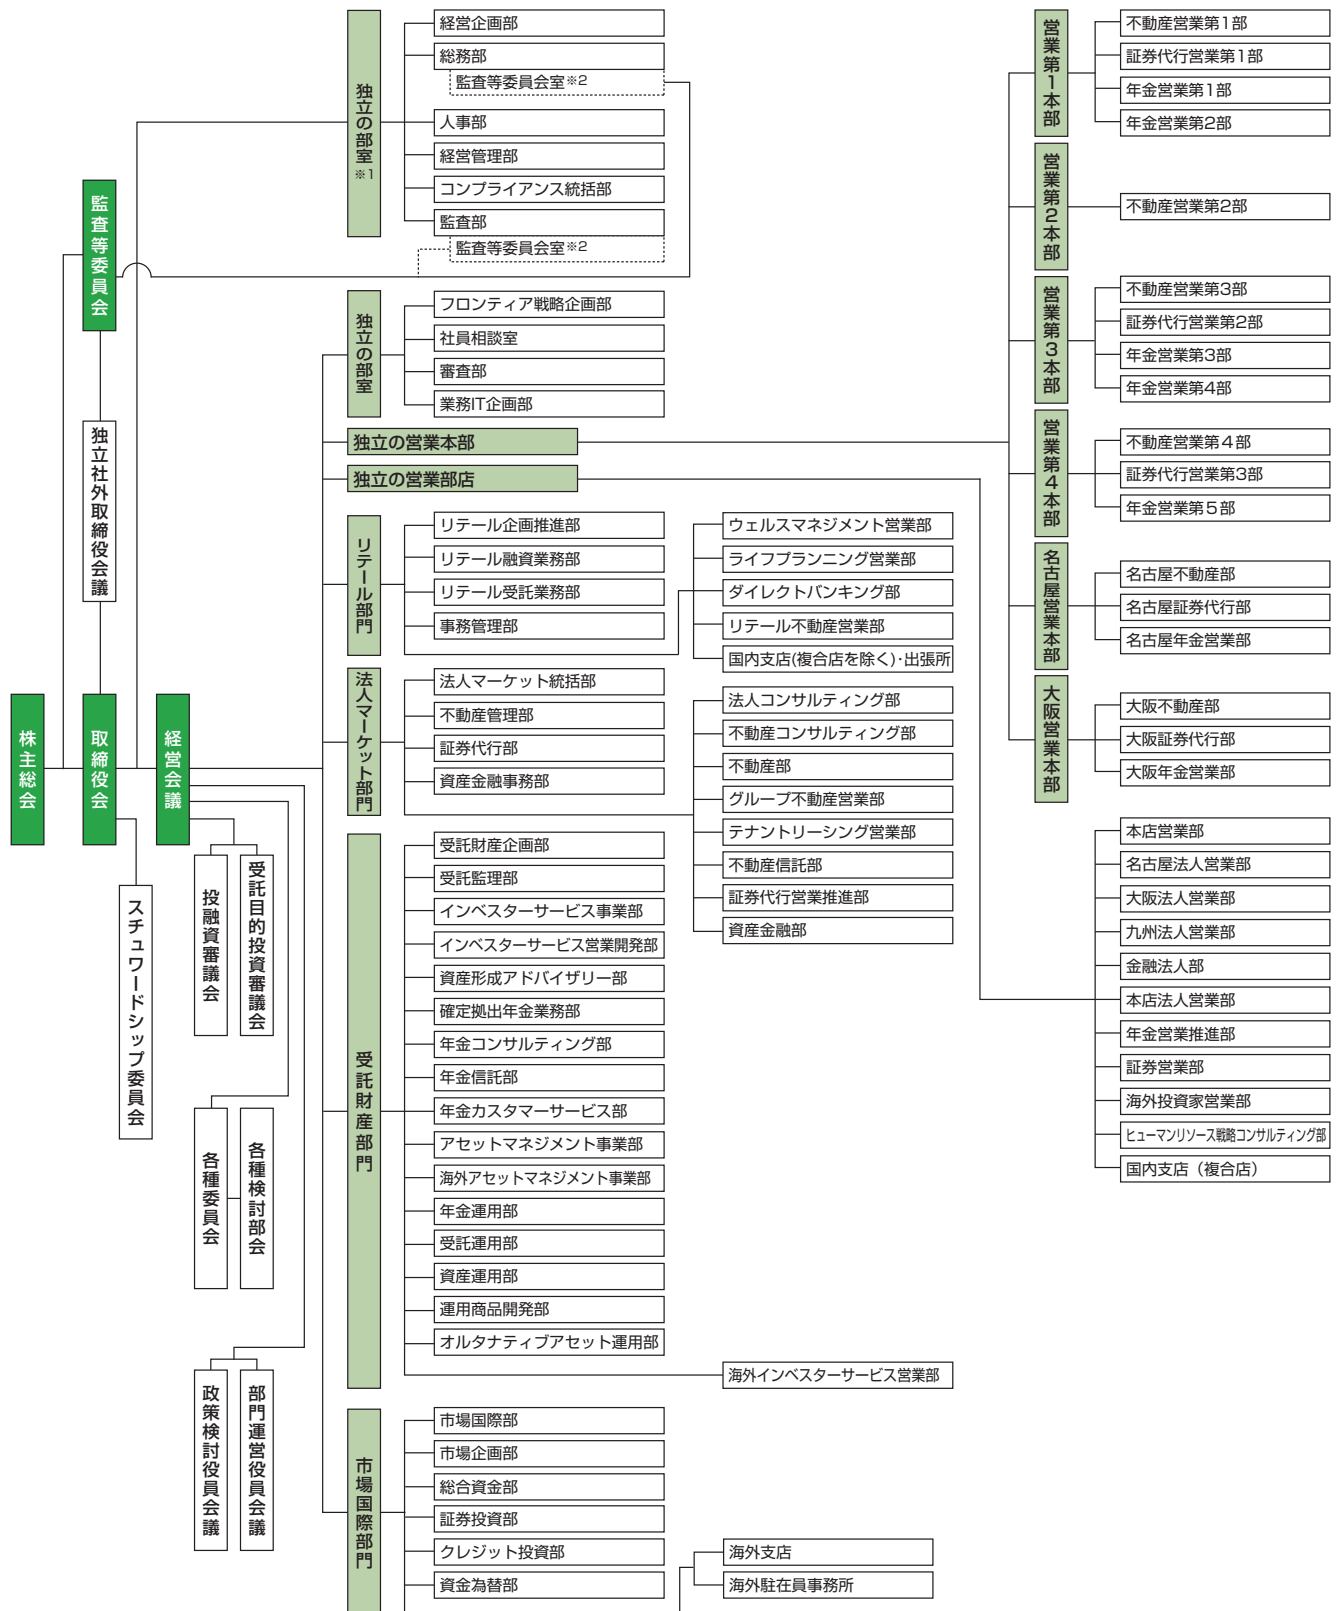 株主総会
取締役会
監査等委員会
独立社外取締役会議
経営会議
スチュワードシップ委員会
投融資審議会
受託目的投資審議会
各種委員会
各種検討部会
政策検討役員会議
部門運営役員会議
独立の部室※1
経営企画部
総務部
監査等委員会室※2
人事部
経営管理部
コンプライアンス統括部
監査部
監査等委員会室※2
独立の部室
フロンティア戦略企画部
社員相談室
審査部
業務IT企画部
独立の営業本部
独立の営業部店
リテール部門
リテール企画推進部
リテール融資業務部
リテール受託業務部
事務管理部
ウェルスマネジメント営業部
ライフプランニング営業部
ダイレクトバンキング部
リテール不動産営業部
国内支店(複合店を除く)・出張所
法人マーケット部門
法人マーケット統括部
不動産管理部
証券代行部
資産金融事務部
法人コンサルティング部
不動産コンサルティング部
不動産部
グループ不動産営業部
テナントリーシング営業部
不動産信託部
証券代行営業推進部
資産金融部
受託財産部門
受託財産企画部
受託監理部
インベスターサービス事業部
インベスターサービス営業開発部
資産形成アドバイザリー部
確定拠出年金業務部
年金コンサルティング部
年金信託部
年金カスタマーサービス部
アセットマネジメント事業部
海外アセットマネジメント事業部
年金運用部
受託運用部
資産運用部
運用商品開発部
オルタナティブアセット運用部
海外インベスターサービス営業部
市場国際部門
市場国際部
市場企画部
総合資金部
証券投資部
クレジット投資部
資金為替部
海外支店
海外駐在員事務所
営業第1本部
不動産営業第1部
証券代行営業第1部
年金営業第1部
年金営業第2部
営業第2本部
不動産営業第2部
営業第3本部
不動産営業第3部
証券代行営業第2部
年金営業第3部
年金営業第4部
営業第4本部
不動産営業第4部
証券代行営業第3部
年金営業第5部
名古屋営業本部
名古屋不動産部
名古屋証券代行部
名古屋年金営業部
大阪営業本部
大阪不動産部
大阪証券代行部
大阪年金営業部
本店営業部
名古屋法人営業部
大阪法人営業部
九州法人営業部
金融法人部
本店法人営業部
年金営業推進部
証券営業部
海外投資家営業部
ヒューマンリソース戦略コンサルティング部
国内支店（複合店）